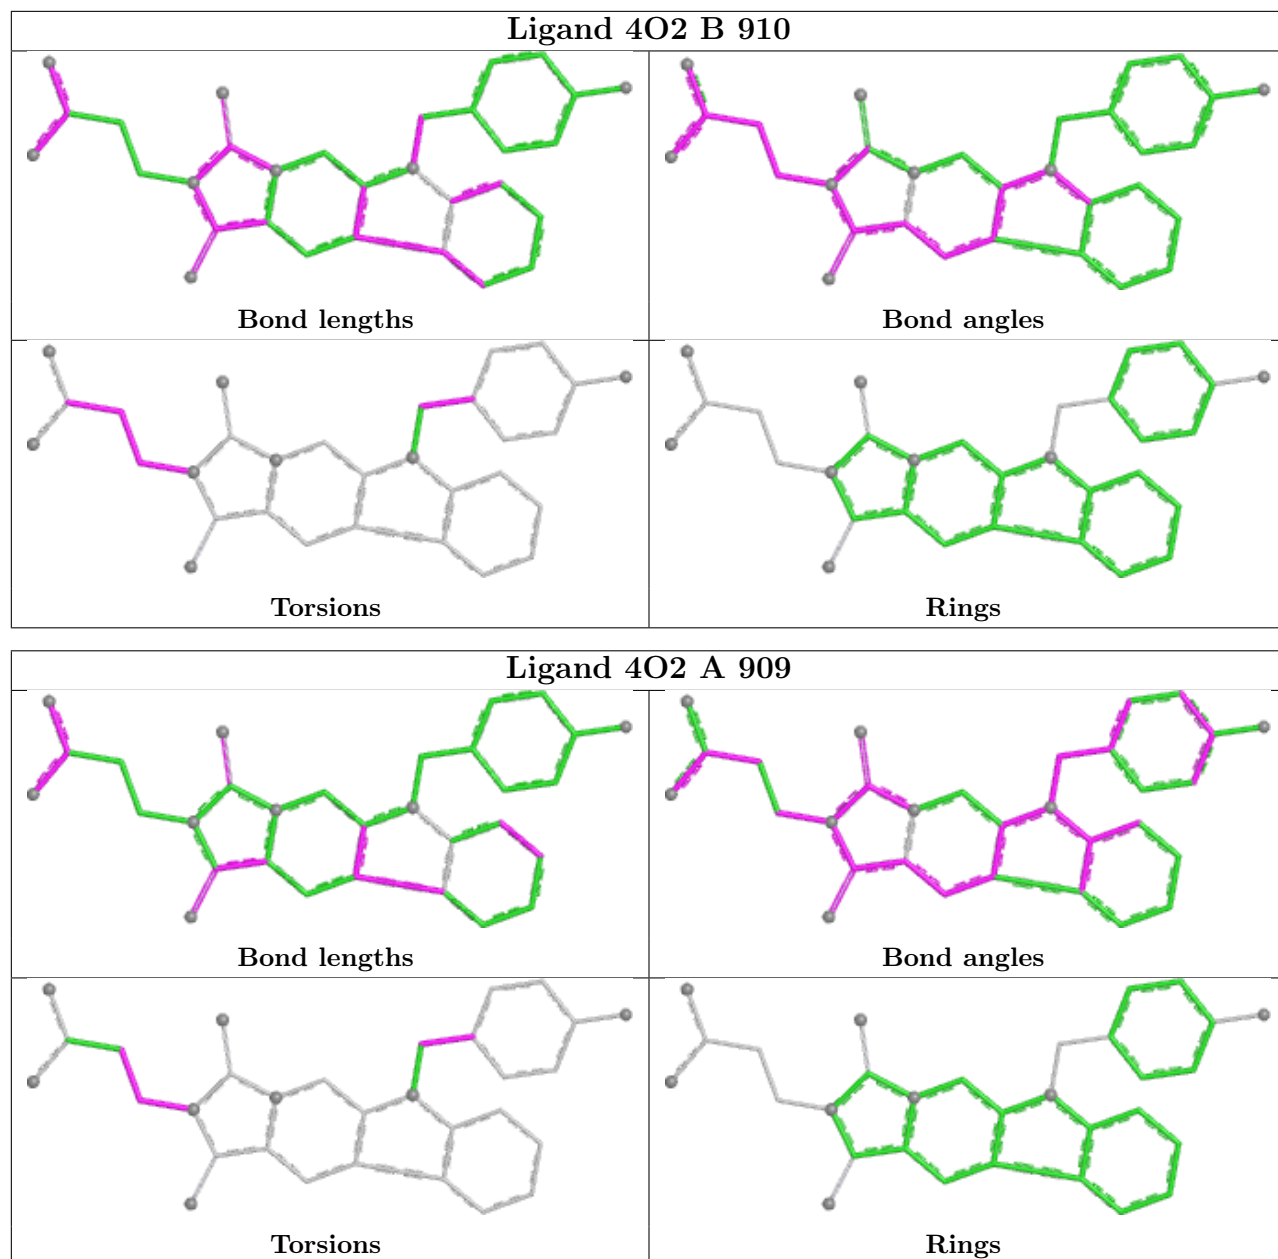 Ligand 4O2 B 910
Bond lengths
Bond angles
Torsions
Rings
Ligand 4O2 A 909
Bond lengths
Bond angles
Torsions
Rings